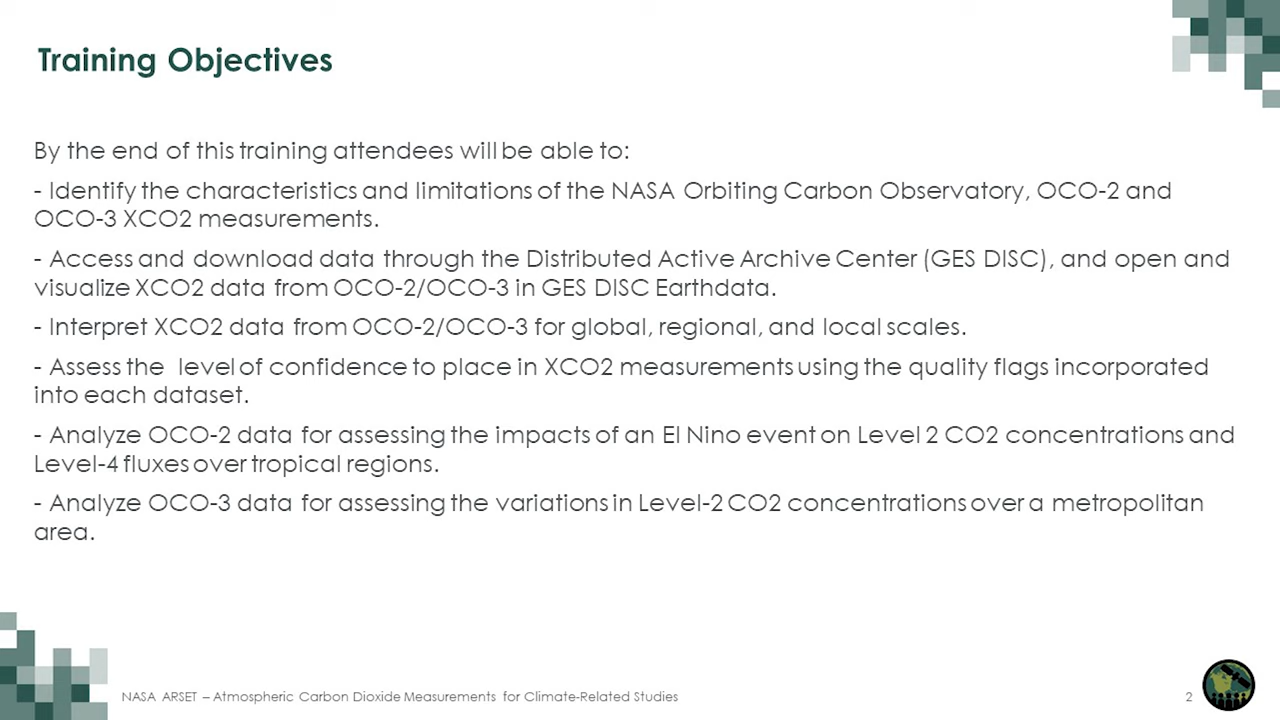 Training Objectives
By the end of this training attendees will be able to:
- Identify the characteristics and limitations of the NASA Orbiting Carbon Observatory, OCO-2 and
OCO-3 XCO2 measurements.
- Access and download data through the Distributed Active Archive Center (GES DISC), and open and
visualize XCO2 data from OCO-2/OCO-3 in GES DISC Earthdata.
- Interpret XCO2 data from OCO-2/OCO-3 for global, regional, and local scales.
- Assess the level of confidence to place in XCO2 measurements using the quality flags incorporated
into each dataset.
- Analyze OCO-2 data for assessing the impacts of an El Nino event on Level 2 CO2 concentrations and
Level-4 fluxes over tropical regions.
- Analyze OCO-3 data for assessing the variations in Level-2 CO2 concentrations over a metropolitan
area.
NASA ARSET – Atmospheric Carbon Dioxide Measurements for Climate-Related Studies
2